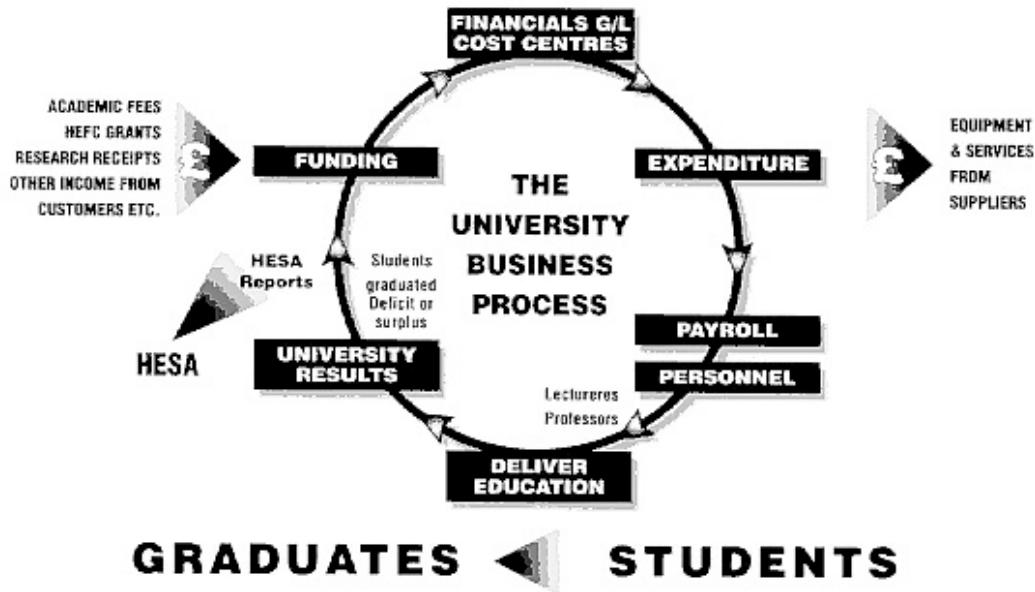 FINANCIALS G/L
COST CENTRES
ACADEMIC FEES
HEFC GRANTS
RESEARCH RECEIPTS
OTHER INCOME FROM
CUSTOMERS ETC.
£
FUNDING
EXPENDITURE
£
EQUIPMENT
& SERVICES
FROM
SUPPLIERS
THE
UNIVERSITY
BUSINESS
PROCESS
HESA
Reports
HESA
Students
graduated
Deficit or
surplus
UNIVERSITY
RESULTS
PAYROLL
PERSONNEL
Lectureres
Professors
DELIVER
EDUCATION
GRADUATES STUDENTS